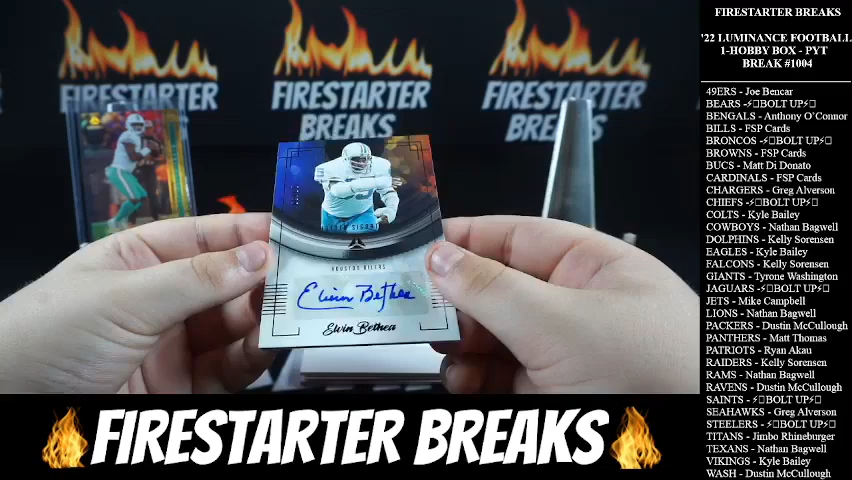 FIRESTARTER
BREAKS
FIRESTARTER
BREAKS
FIRESTARTER
BREAKS
HOUSTON OILERS
Elvin Bethea
Elvin Bethea
FIRESTARTER BREAKS
FIRESTARTER BREAKS
'22 LUMINANCE FOOTBALL
1-HOBBY BOX - PYT
BREAK #1004
49ERS - Joe Bencar
BEARS -⚡BOLT UP⚡
BENGALS - Anthony O'Connor
BILLS - FSP Cards
BRONCOS -⚡BOLT UP⚡
BROWNS - FSP Cards
BUCS - Matt Di Donato
CARDINALS - FSP Cards
CHARGERS - Greg Alverson
CHIEFS -⚡BOLT UP⚡
COLTS - Kyle Bailey
COWBOYS - Nathan Bagwell
DOLPHINS - Kelly Sorensen
EAGLES - Kyle Bailey
FALCONS - Kelly Sorensen
GIANTS - Tyrone Washington
JAGUARS -⚡BOLT UP⚡
JETS - Mike Campbell
LIONS - Nathan Bagwell
PACKERS - Dustin McCullough
PANTHERS - Matt Thomas
PATRIOTS - Ryan Akau
RAIDERS - Kelly Sorensen
RAMS - Nathan Bagwell
RAVENS - Dustin McCullough
SAINTS - ⚡BOLT UP⚡
SEAHAWKS - Greg Alverson
STEELERS - ⚡BOLT UP⚡
TITANS - Jimbo Rhineburger
TEXANS - Nathan Bagwell
VIKINGS - Kyle Bailey
WASH - Dustin McCullough